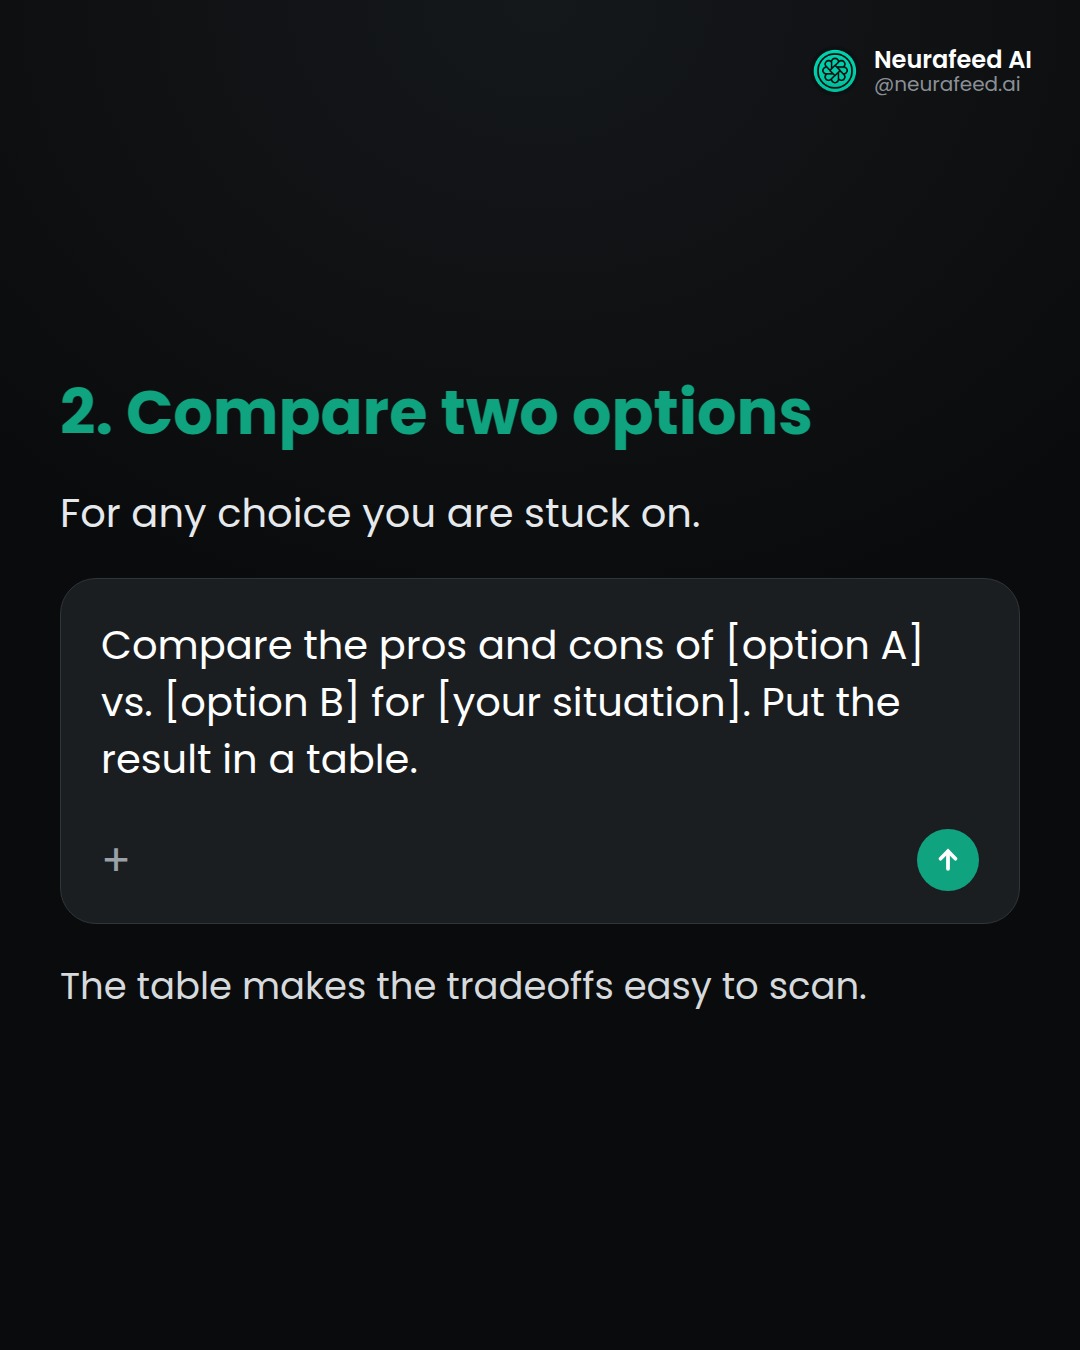 Neurafeed AI
@neurafeed.ai
2. Compare two options
For any choice you are stuck on.
Compare the pros and cons of [option A]
vs. [option B] for [your situation]. Put the
result in a table.
+
The table makes the tradeoffs easy to scan.